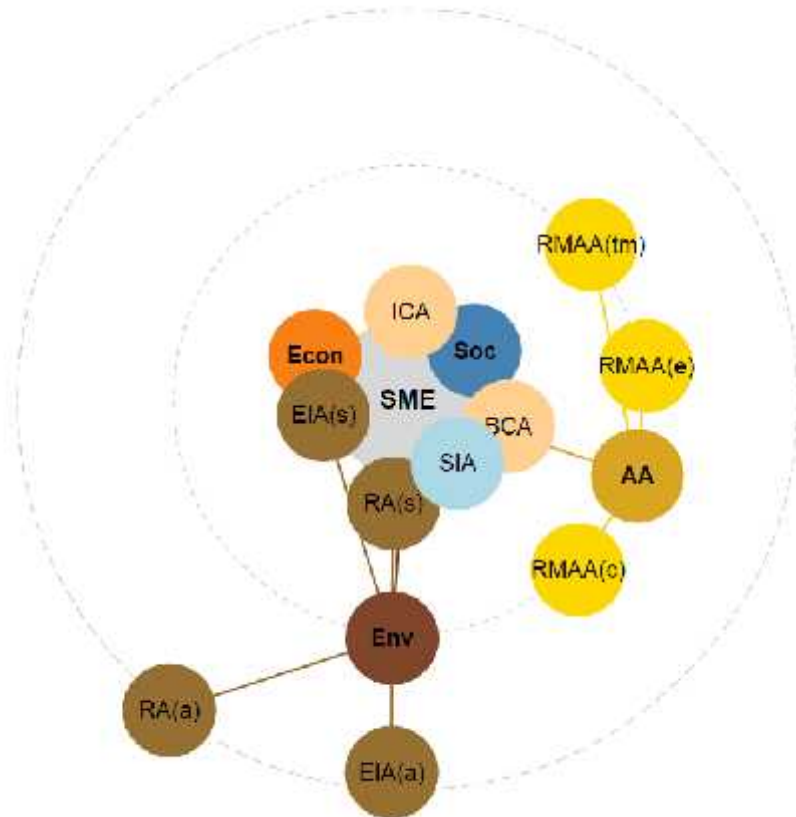 RMAA(tm)
ICA
Econ
Soc
RMAA(e)
SME
EIA(s)
BCA
SIA
AA
RA(s)
RMAA(c)
Env
RA(a)
EIA(a)